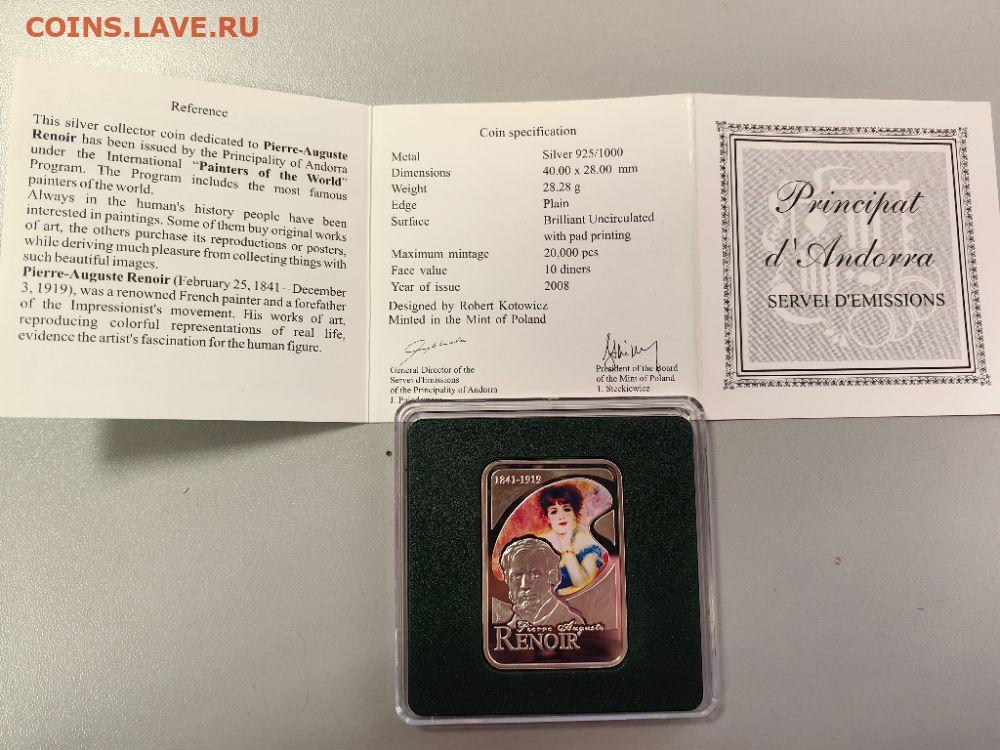 COINS.LAVE.RU
Reference
This silver collector coin dedicated to Pierre-Auguste
Renoir has been issued by the Principality of Andorra
under the International "Painters of the World"
Program. The Program includes the most famous
painters of the world.
Always in the human's history people have been
interested in paintings. Some of them buy original works
of art, the others purchase its reproductions or posters,
while deriving much pleasure from collecting things with
such beautiful images.
Pierre-Auguste Renoir (February 25, 1841 - December
3, 1919), was a renowned French painter and a forefather
of the Impressionist's movement. His works of art,
reproducing colorful representations of real life,
evidence the artist's fascination for the human figure.
Coin specification
Metal Silver 925/1000
Dimensions 40.00 x 28.00 mm
Weight 28.28 g
Edge Plain
Surface Brilliant Uncirculated
with pad printing
Maximum mintage 20,000 pcs
Face value 10 diners
Year of issue 2008
Designed by Robert Kotowicz
Minted in the Mint of Poland
General Director of the
Servei d'Emissions
of the Principality of Andorra
J.
President of the Board
of the Mint of Poland
T. Steckiewicz
Principat
d'Andorra
SERVEI D'EMISSIONS
1841-1919
Pierre Auguste
RENOIR